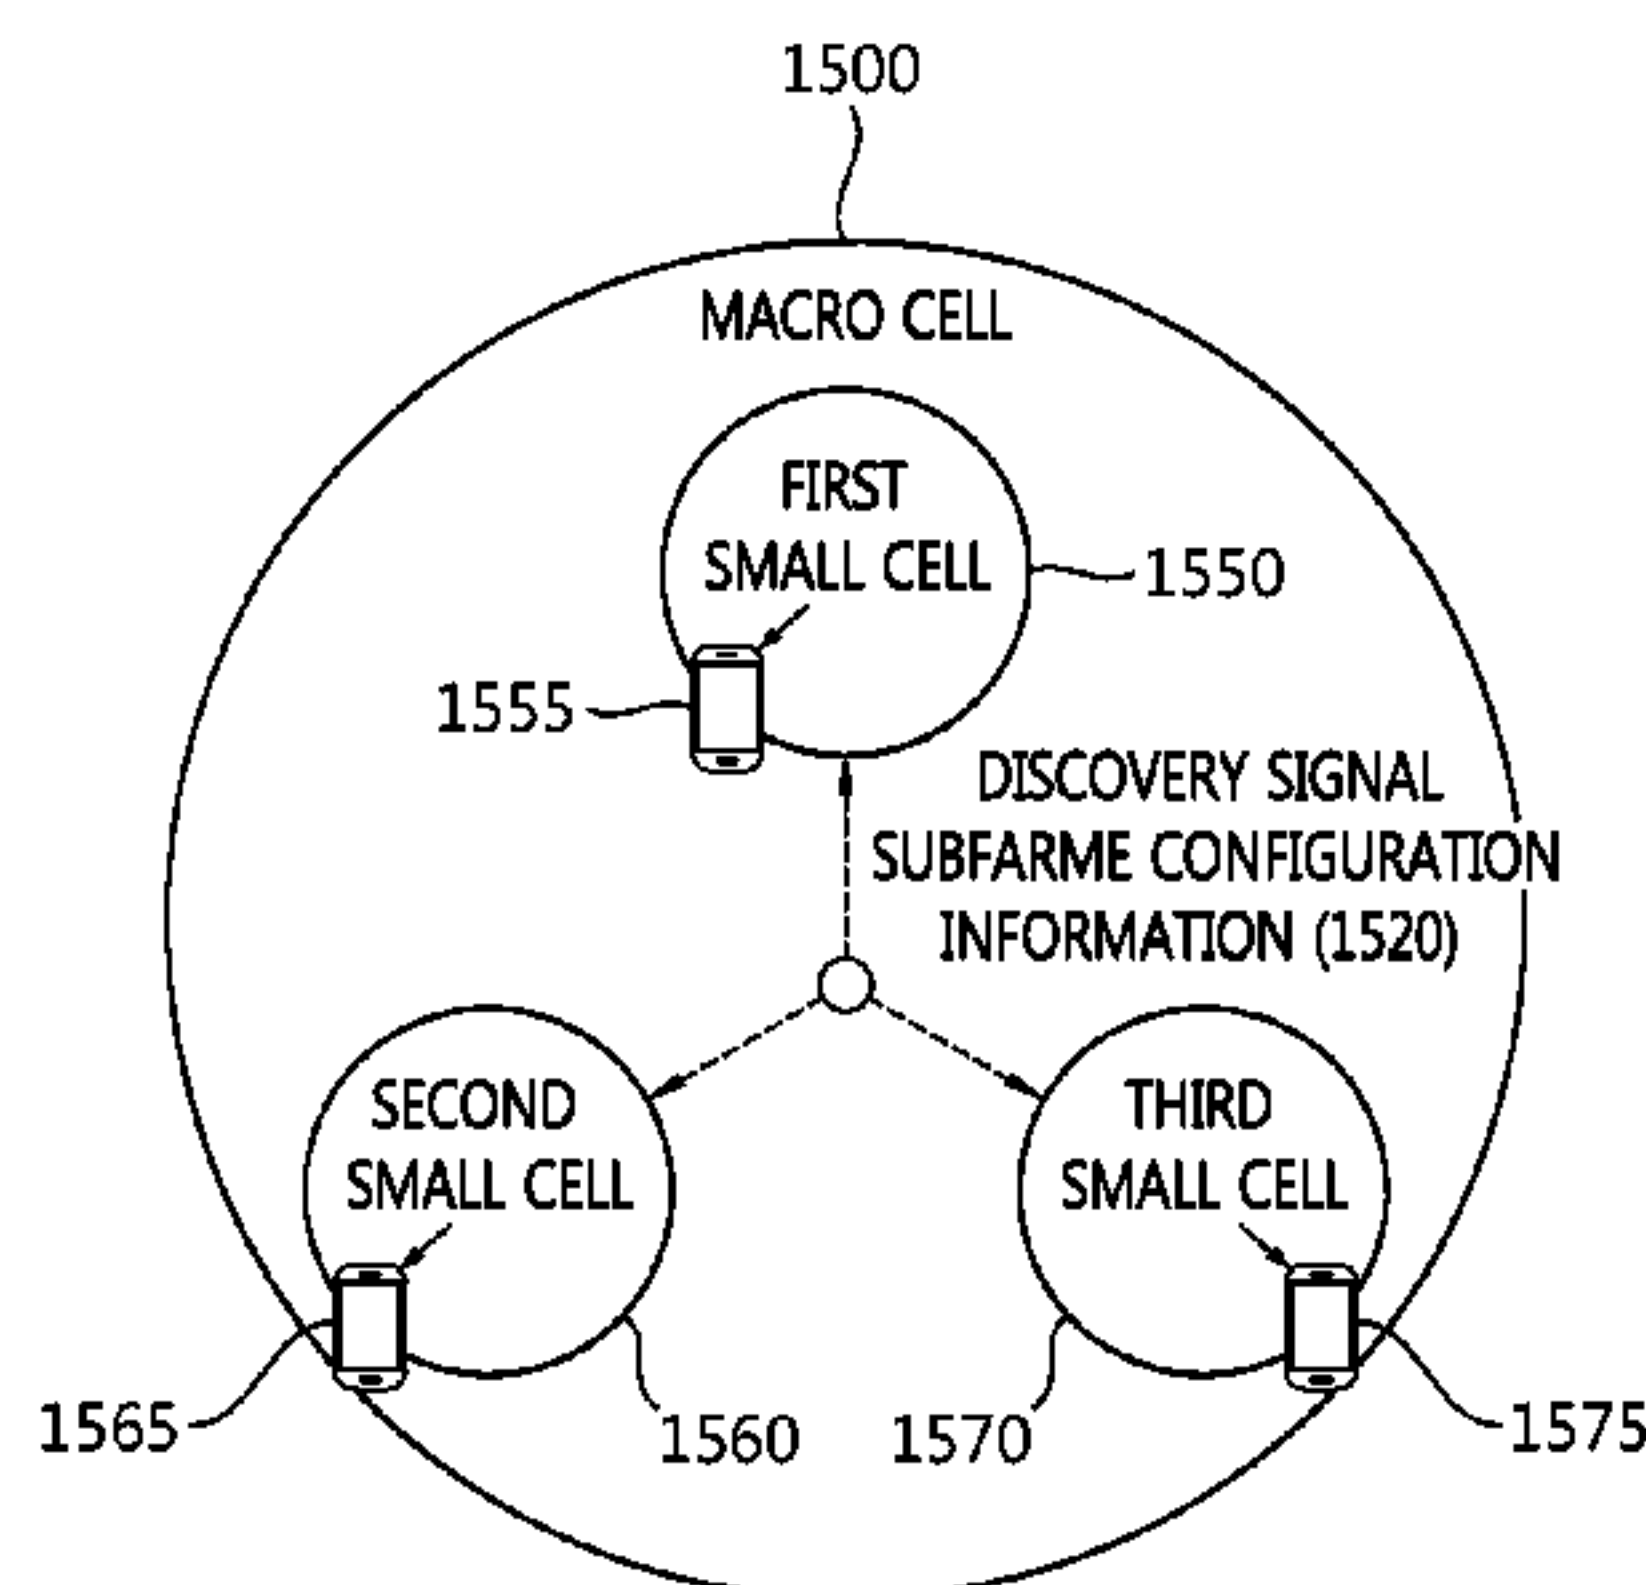 1500
MACRO CELL
FIRST
SMALL CELL
1550
1555
DISCOVERY SIGNAL
SUBFARME CONFIGURATION
INFORMATION (1520)
SECOND
SMALL CELL
THIRD
SMALL CELL
1565
1560
1570
1575